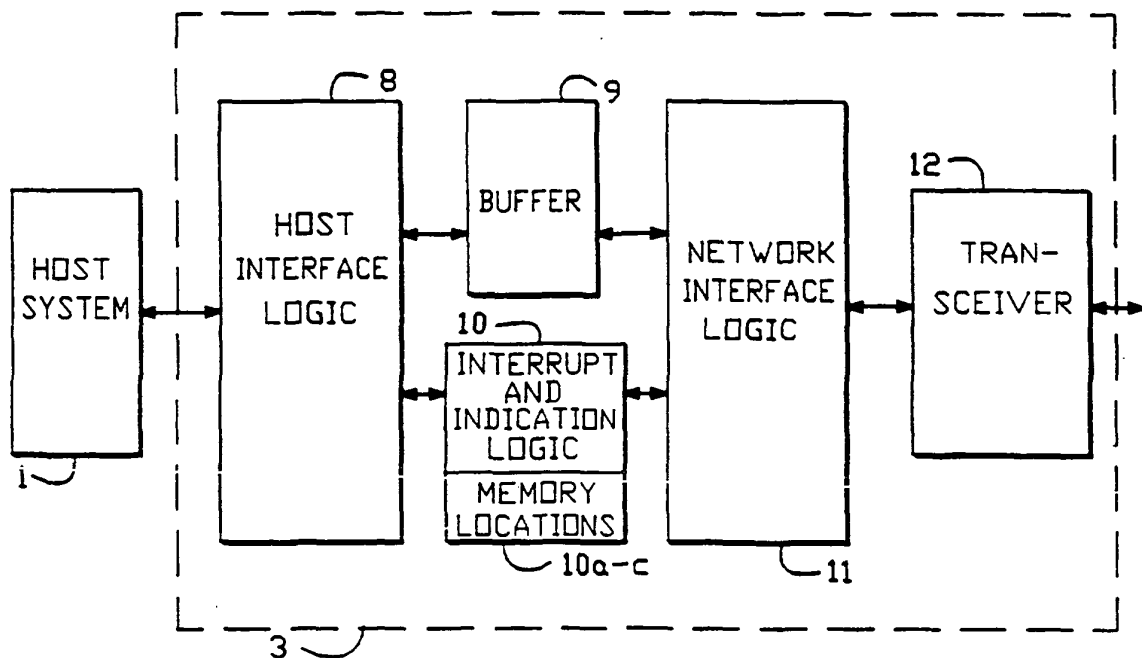 8
9
12
HOST
SYSTEM
1
HOST
INTERFACE
LOGIC
BUFFER
10
INTERRUPT
AND
INDICATION
LOGIC
MEMORY
LOCATIONS
10a-c
NETWORK
INTERFACE
LOGIC
11
TRAN-
SCEIVER
3